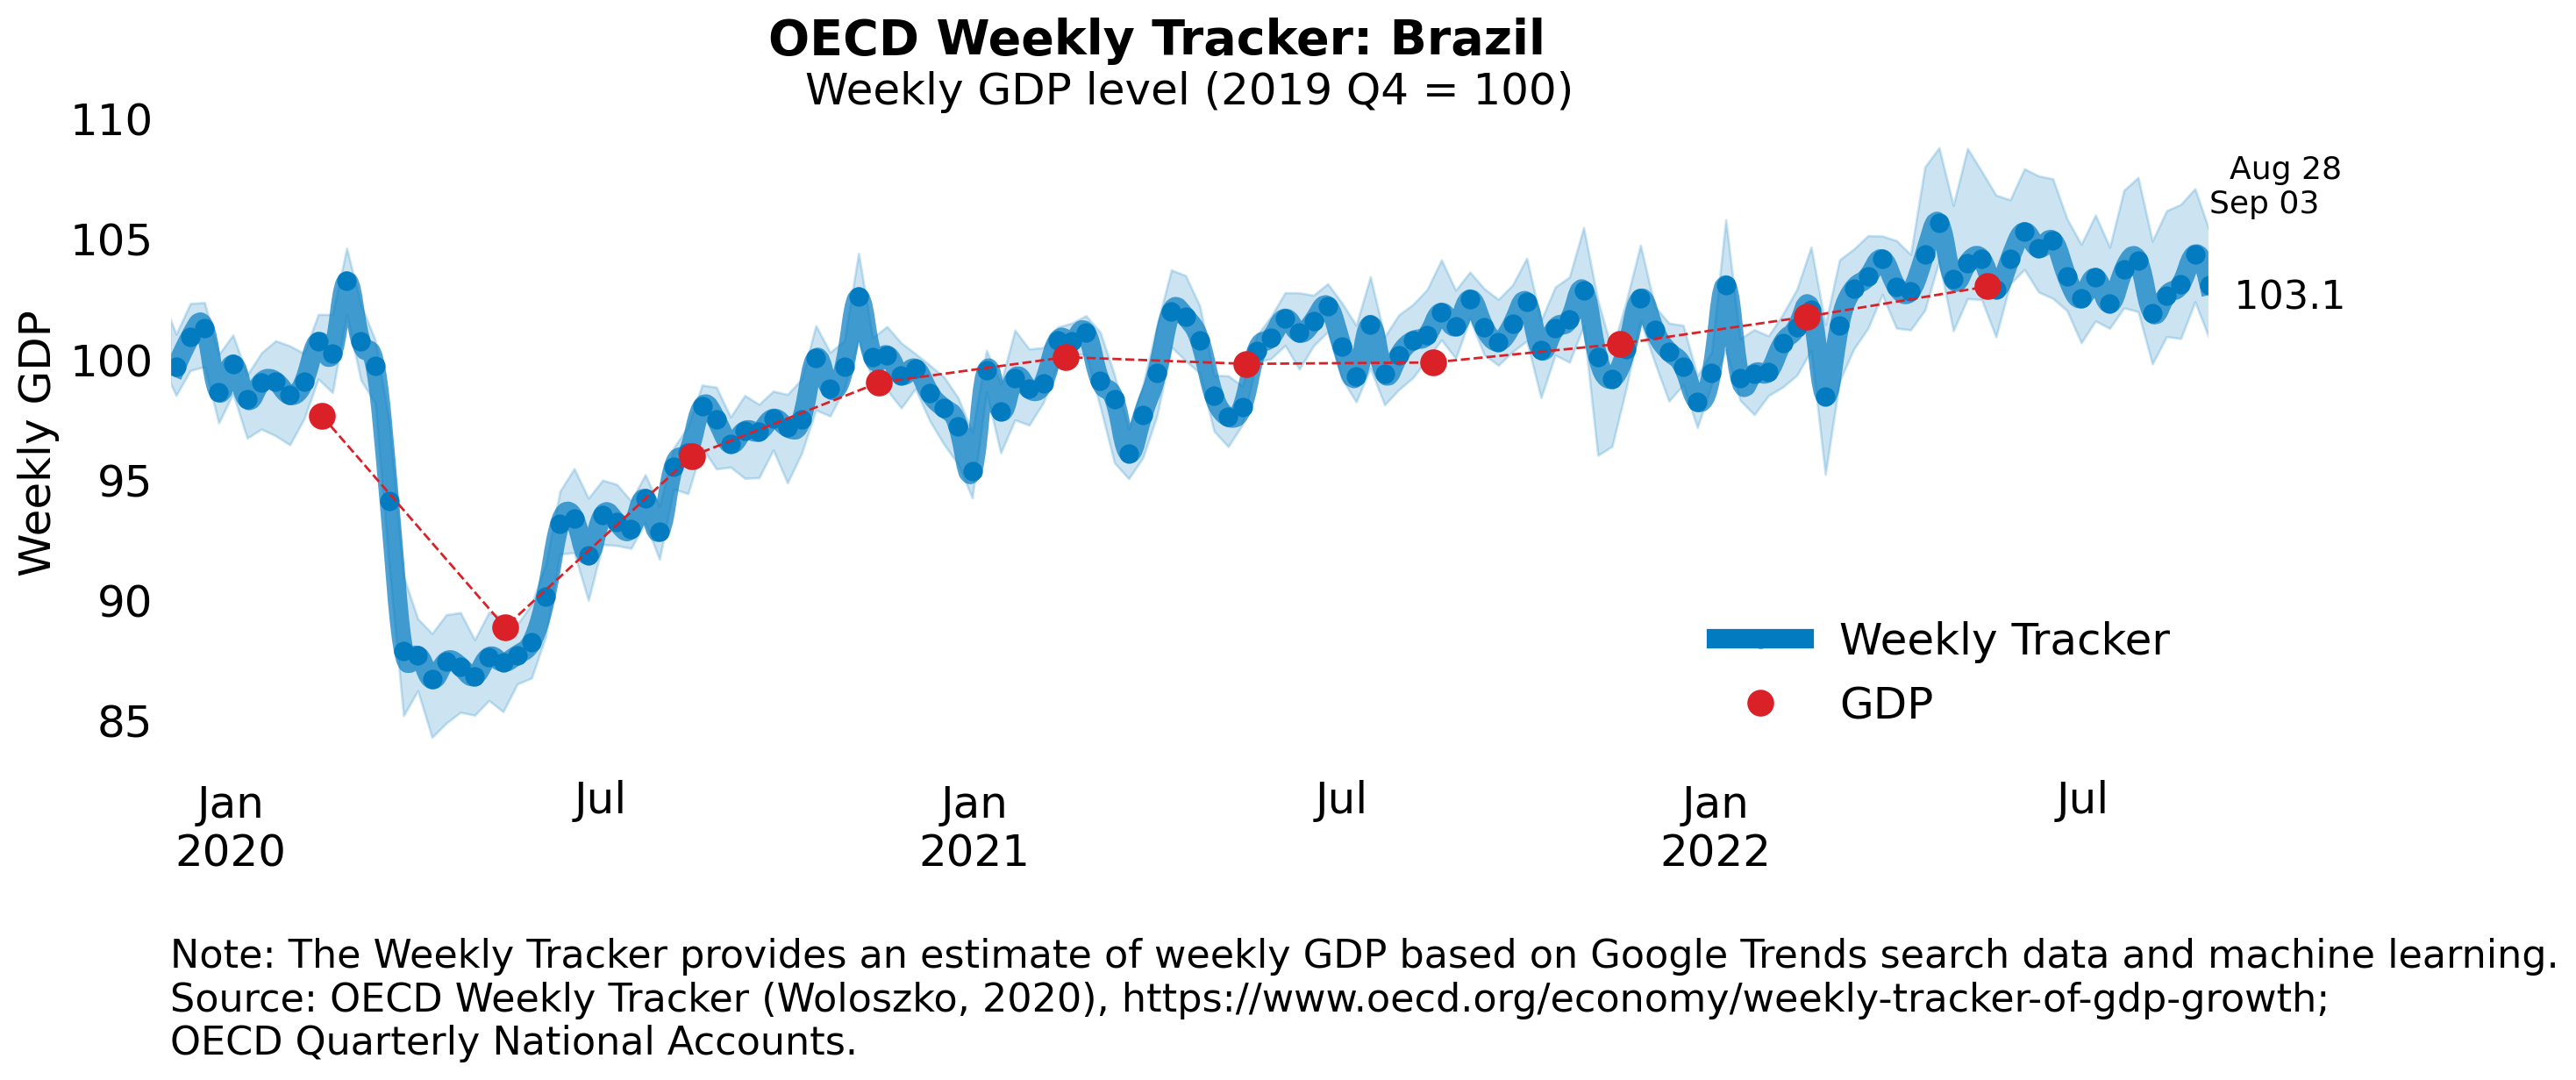 OECD Weekly Tracker: Brazil
Weekly GDP level (2019 Q4 = 100)
Weekly GDP
110
105
100
95
90
85
Aug 28
Sep 03
103.1
Weekly Tracker
GDP
Jan
2020
Jul
Jan
2021
Jul
Jan
2022
Jul
Note: The Weekly Tracker provides an estimate of weekly GDP based on Google Trends search data and machine learning.
Source: OECD Weekly Tracker (Woloszko, 2020), https://www.oecd.org/economy/weekly-tracker-of-gdp-growth;
OECD Quarterly National Accounts.